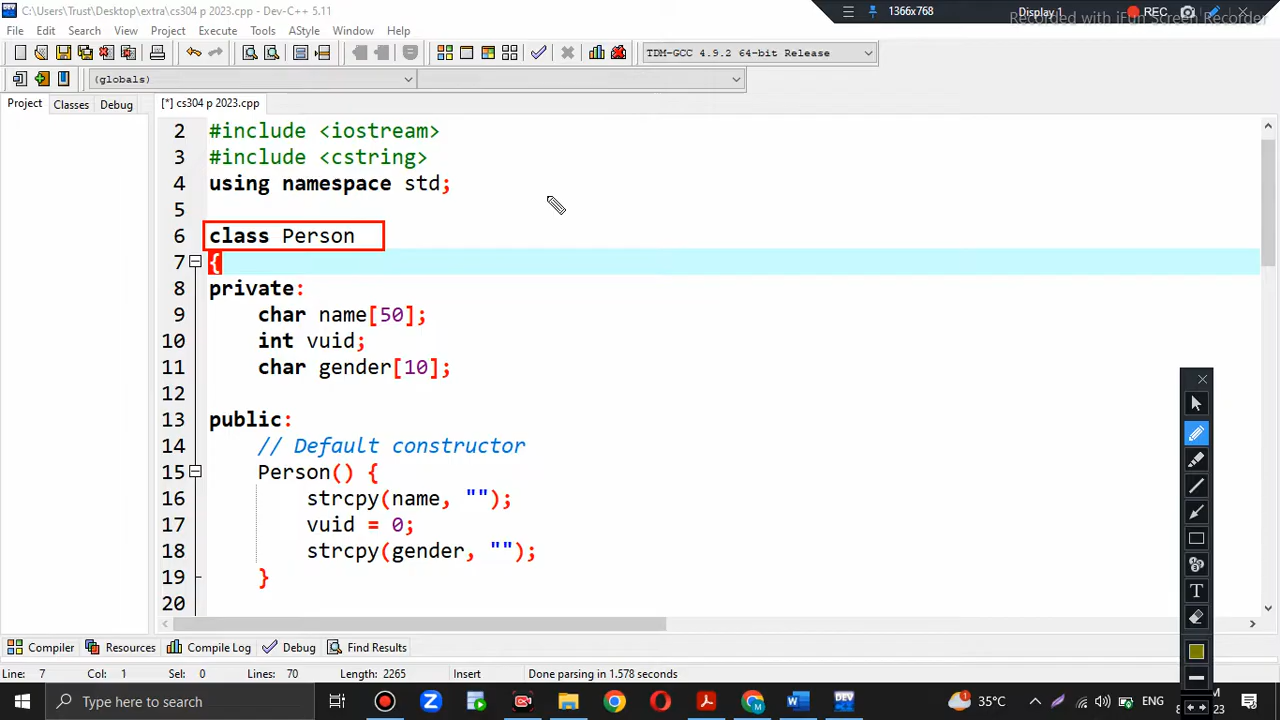 C:\Users\Trust\Desktop\extra\cs304 p 2023.cpp - Dev-C++ 5.11
1366x768
Display 1
REC
Recorded with iFun Screen Recorder
File Edit Search View Project Execute Tools AStyle Window Help
TDM-GCC 4.9.2 64-bit Release
(globals)
Project Classes Debug
[*] cs304 p 2023.cpp
2 #include <iostream>
3 #include <cstring>
4 using namespace std;
5
6 class Person
7 {
8 private:
9 char name[50];
10 int vuid;
11 char gender[10];
12
13 public:
14 // Default constructor
15 Person() {
16 strcpy(name, "");
17 vuid = 0;
18 strcpy(gender, "");
19 }
20
Compiler Resources Compile Log Debug Find Results
Line: 7 Col: 1 Sel: 0 Lines: 70 Length: 2265 Insert Done parsing in 1.578 seconds
Type here to search
35°C
ENG